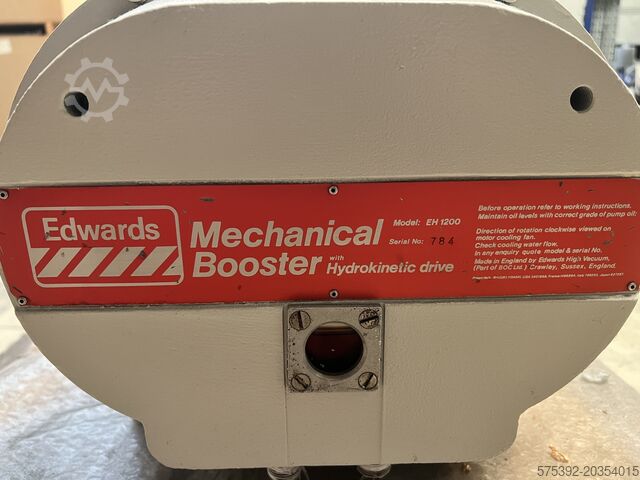 Edwards
Mechanical
Booster with Hydrokinetic drive
Model: EH 1200
Serial No: 784
Before operation refer to working instructions.
Maintain oil levels with correct grade of pump oil.
Direction of rotation clockwise viewed on
motor cooling fan.
Check cooling water flow.
In any enquiry quote model & serial No.
Made in England by Edwards High Vacuum,
(Part of BOC Ltd.) Crawley, Sussex, England.
575392-20354015